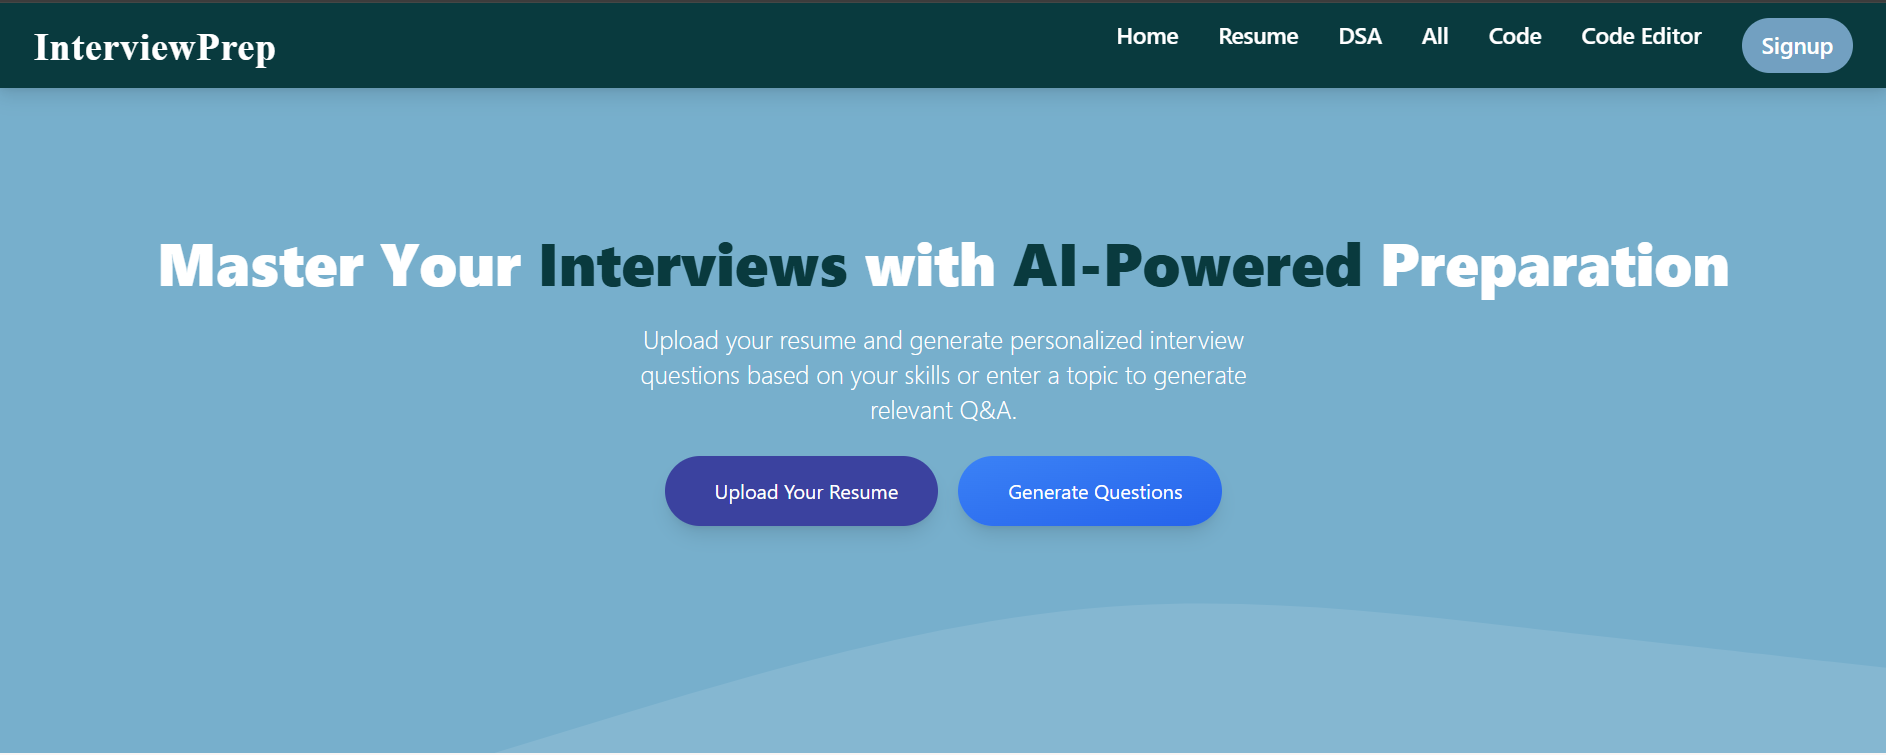 InterviewPrep
Home Resume DSA All Code Code Editor Signup
Master Your Interviews with AI-Powered Preparation
Upload your resume and generate personalized interview
questions based on your skills or enter a topic to generate
relevant Q&A.
Upload Your Resume Generate Questions